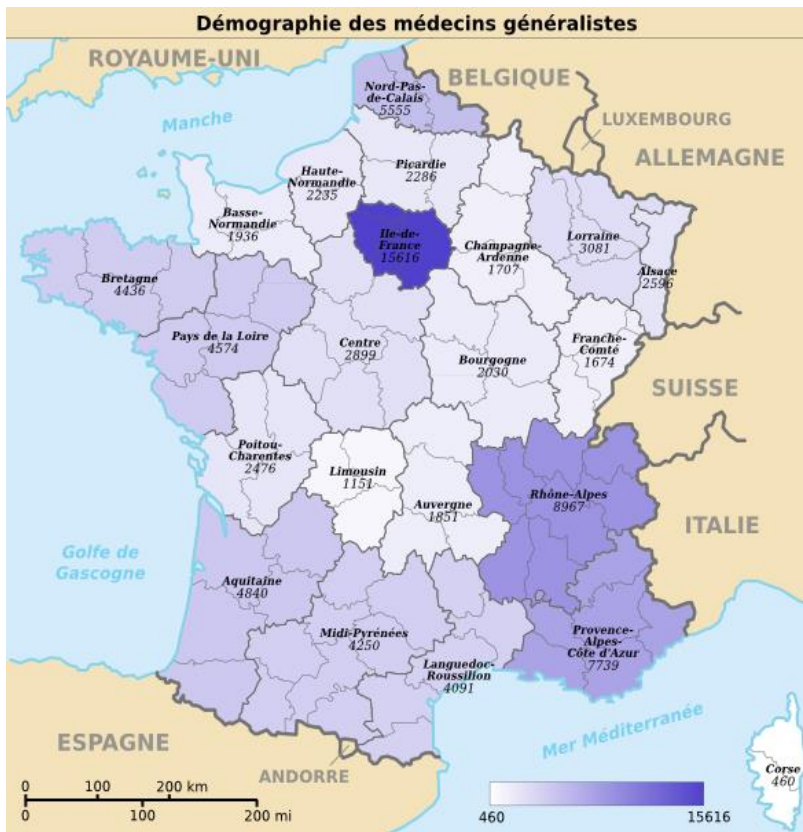 Démographie des médecins généralistes
ROYAUME-UNI
BELGIQUE
Nord-Pas-
de-Calais
5555
LUXEMBOURG
Manche
ALLEMAGNE
Picardie
2286
Haute-
Normandie
2235
Basse-
Normandie
1936
Ile-de-
France
15616
Champagne-
Ardenne
1707
Lorraine
3081
Alsace
2596
Bretagne
4436
Pays de la Loire
4574
Centre
2899
Bourgogne
2030
Franche-
Comté
1674
SUISSE
Poitou-
Charentes
2476
Limousin
1151
Auvergne
1851
Rhône-Alpes
8967
ITALIE
Golfe de
Gascogne
Aquitaine
4840
Midi-Pyrénées
4250
Languedoc-
Roussillon
4091
Provence-
Alpes-
Côte d'Azur
7739
Mer Méditerranée
ESPAGNE
ANDORRE
Corse
460
0 100 200 km
0 100 200 mi
460 15616